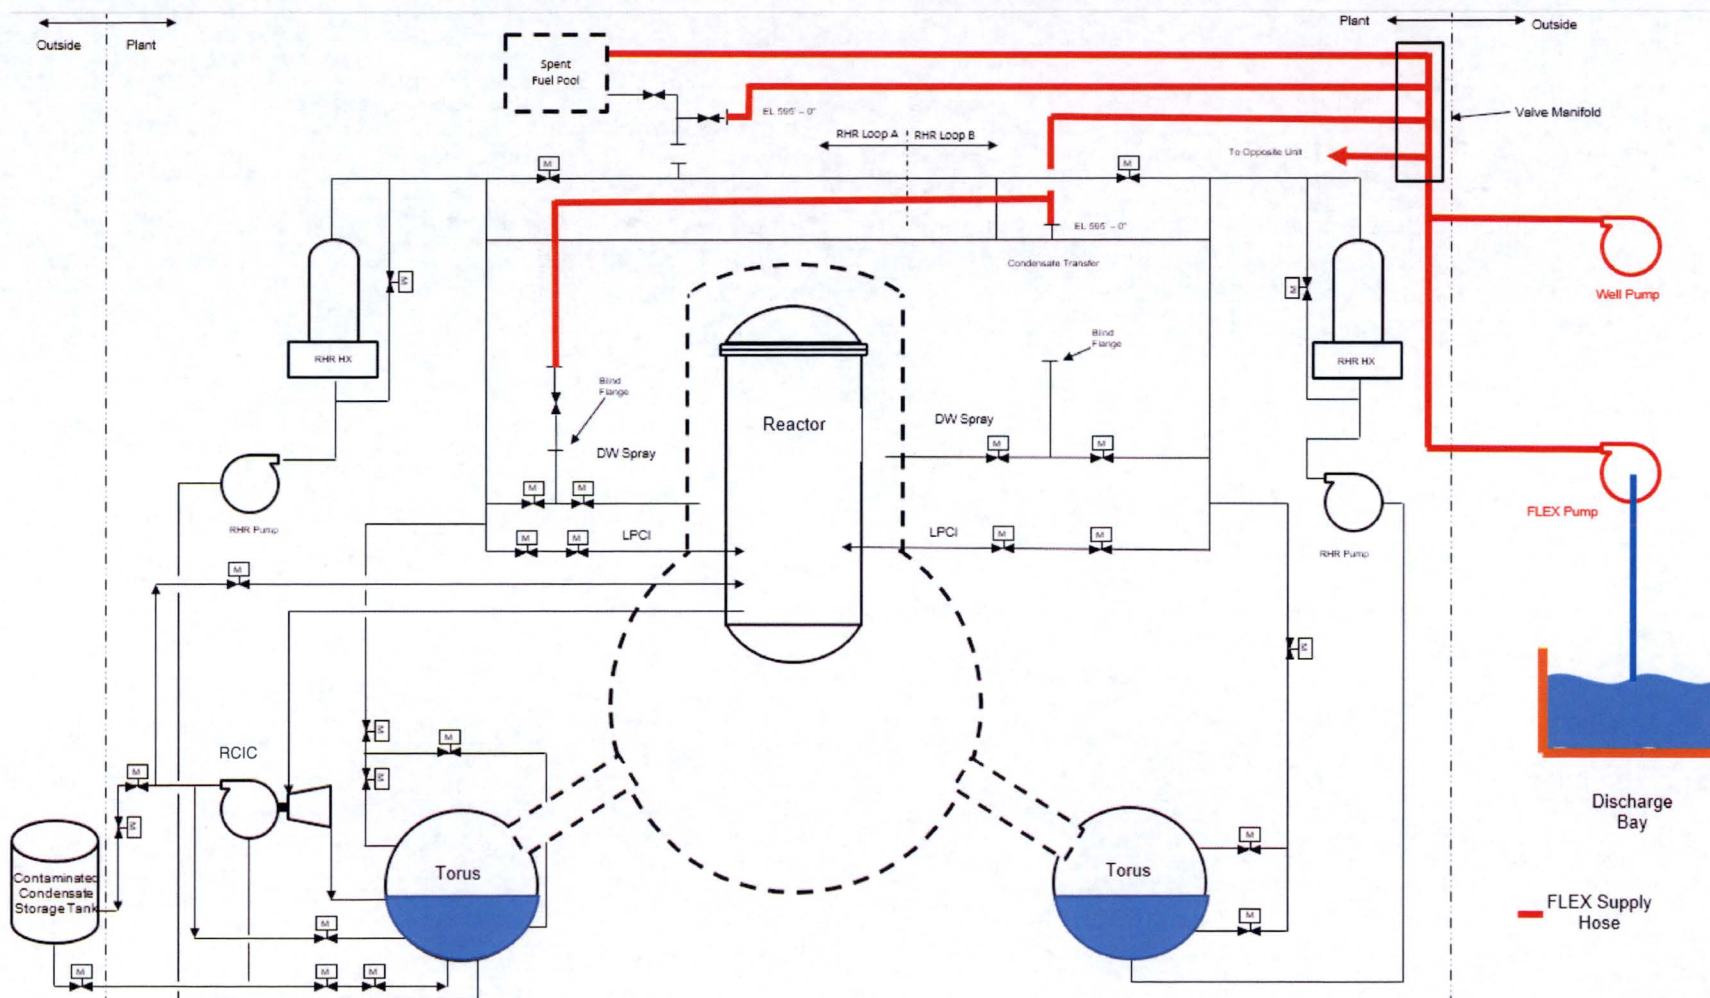 Outside
Plant
Plant
Outside
Spent
Fuel Pool
EL 595' – 0"
RHR Loop A
RHR Loop B
To Opposite Unit
Valve Manifold
M
M
EL 595' – 0"
Condensate Transfer
M
M
Well Pump
RHR HX
RHR HX
Blind
Flange
Blind
Flange
Reactor
DW Spray
DW Spray
M
M
M
M
RHR Pump
RHR Pump
FLEX Pump
LPCI
LPCI
M
M
M
M
M
M
M
M
M
RCIC
M
M
M
Discharge
Bay
Contaminated
Condensate
Storage Tank
Torus
Torus
M
M
FLEX Supply
Hose
M
M
M
M